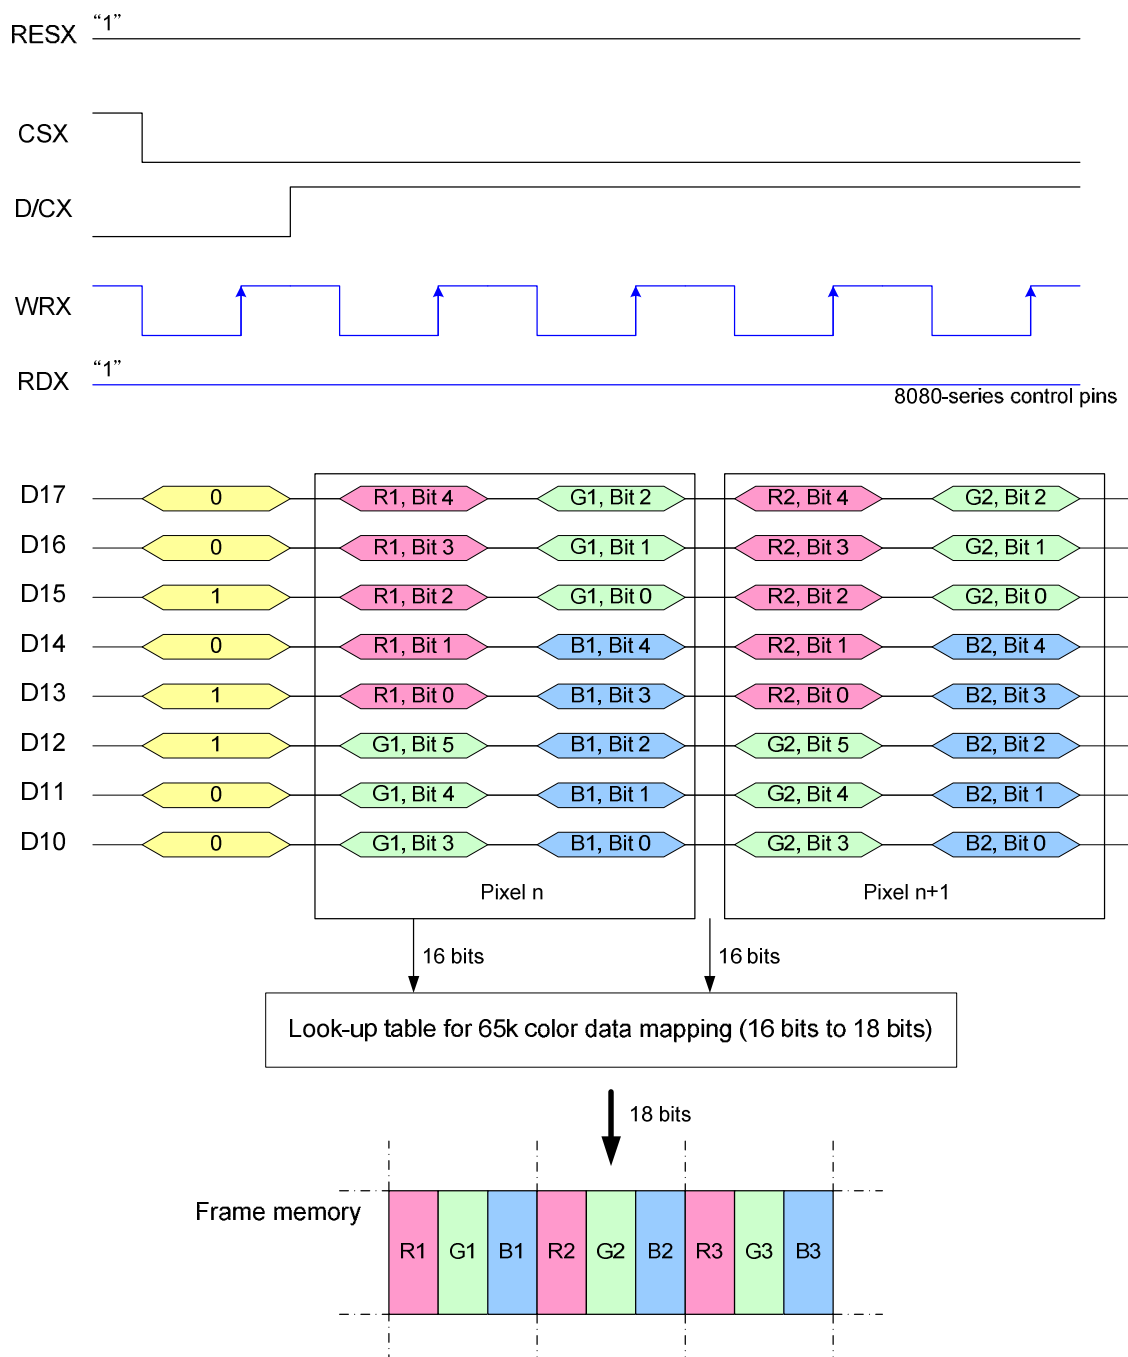 RESX “1”
CSX
D/CX
WRX
RDX “1”
8080-series control pins
D17 0 R1, Bit 4 G1, Bit 2 R2, Bit 4 G2, Bit 2
D16 0 R1, Bit 3 G1, Bit 1 R2, Bit 3 G2, Bit 1
D15 1 R1, Bit 2 G1, Bit 0 R2, Bit 2 G2, Bit 0
D14 0 R1, Bit 1 B1, Bit 4 R2, Bit 1 B2, Bit 4
D13 1 R1, Bit 0 B1, Bit 3 R2, Bit 0 B2, Bit 3
D12 1 G1, Bit 5 B1, Bit 2 G2, Bit 5 B2, Bit 2
D11 0 G1, Bit 4 B1, Bit 1 G2, Bit 4 B2, Bit 1
D10 0 G1, Bit 3 B1, Bit 0 G2, Bit 3 B2, Bit 0
Pixel n Pixel n+1
16 bits 16 bits
Look-up table for 65k color data mapping (16 bits to 18 bits)
18 bits
Frame memory
R1 G1 B1 R2 G2 B2 R3 G3 B3